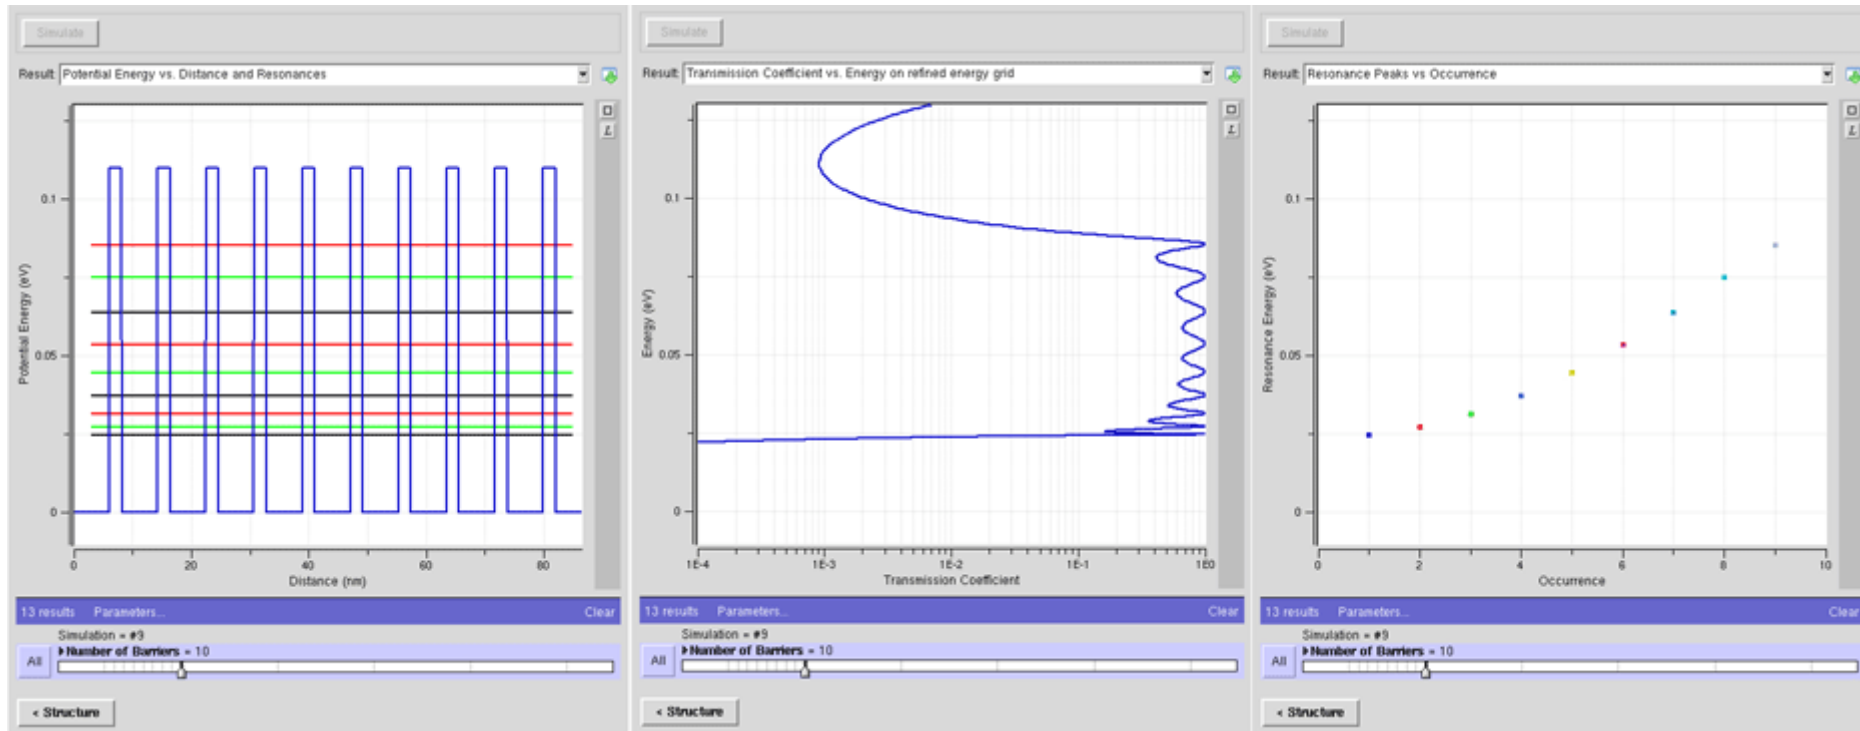 Simulate
Result: Potential Energy vs. Distance and Resonances
L
Potential Energy (eV)
0.1
0.05
0
0 20 40 60 80
Distance (nm)
13 results Parameters... Clear
Simulation = #9
All
Number of Barriers = 10
< Structure
Simulate
Result: Transmission Coefficient vs. Energy on refined energy grid
L
Energy (eV)
0.1
0.05
0
1E-4 1E-3 1E-2 1E-1 1E0
Transmission Coefficient
13 results Parameters... Clear
Simulation = #9
All
Number of Barriers = 10
< Structure
Simulate
Result: Resonance Peaks vs Occurrence
L
Resonance Energy (eV)
0.1
0.05
0
0 2 4 6 8 10
Occurrence
13 results Parameters... Clear
Simulation = #9
All
Number of Barriers = 10
< Structure